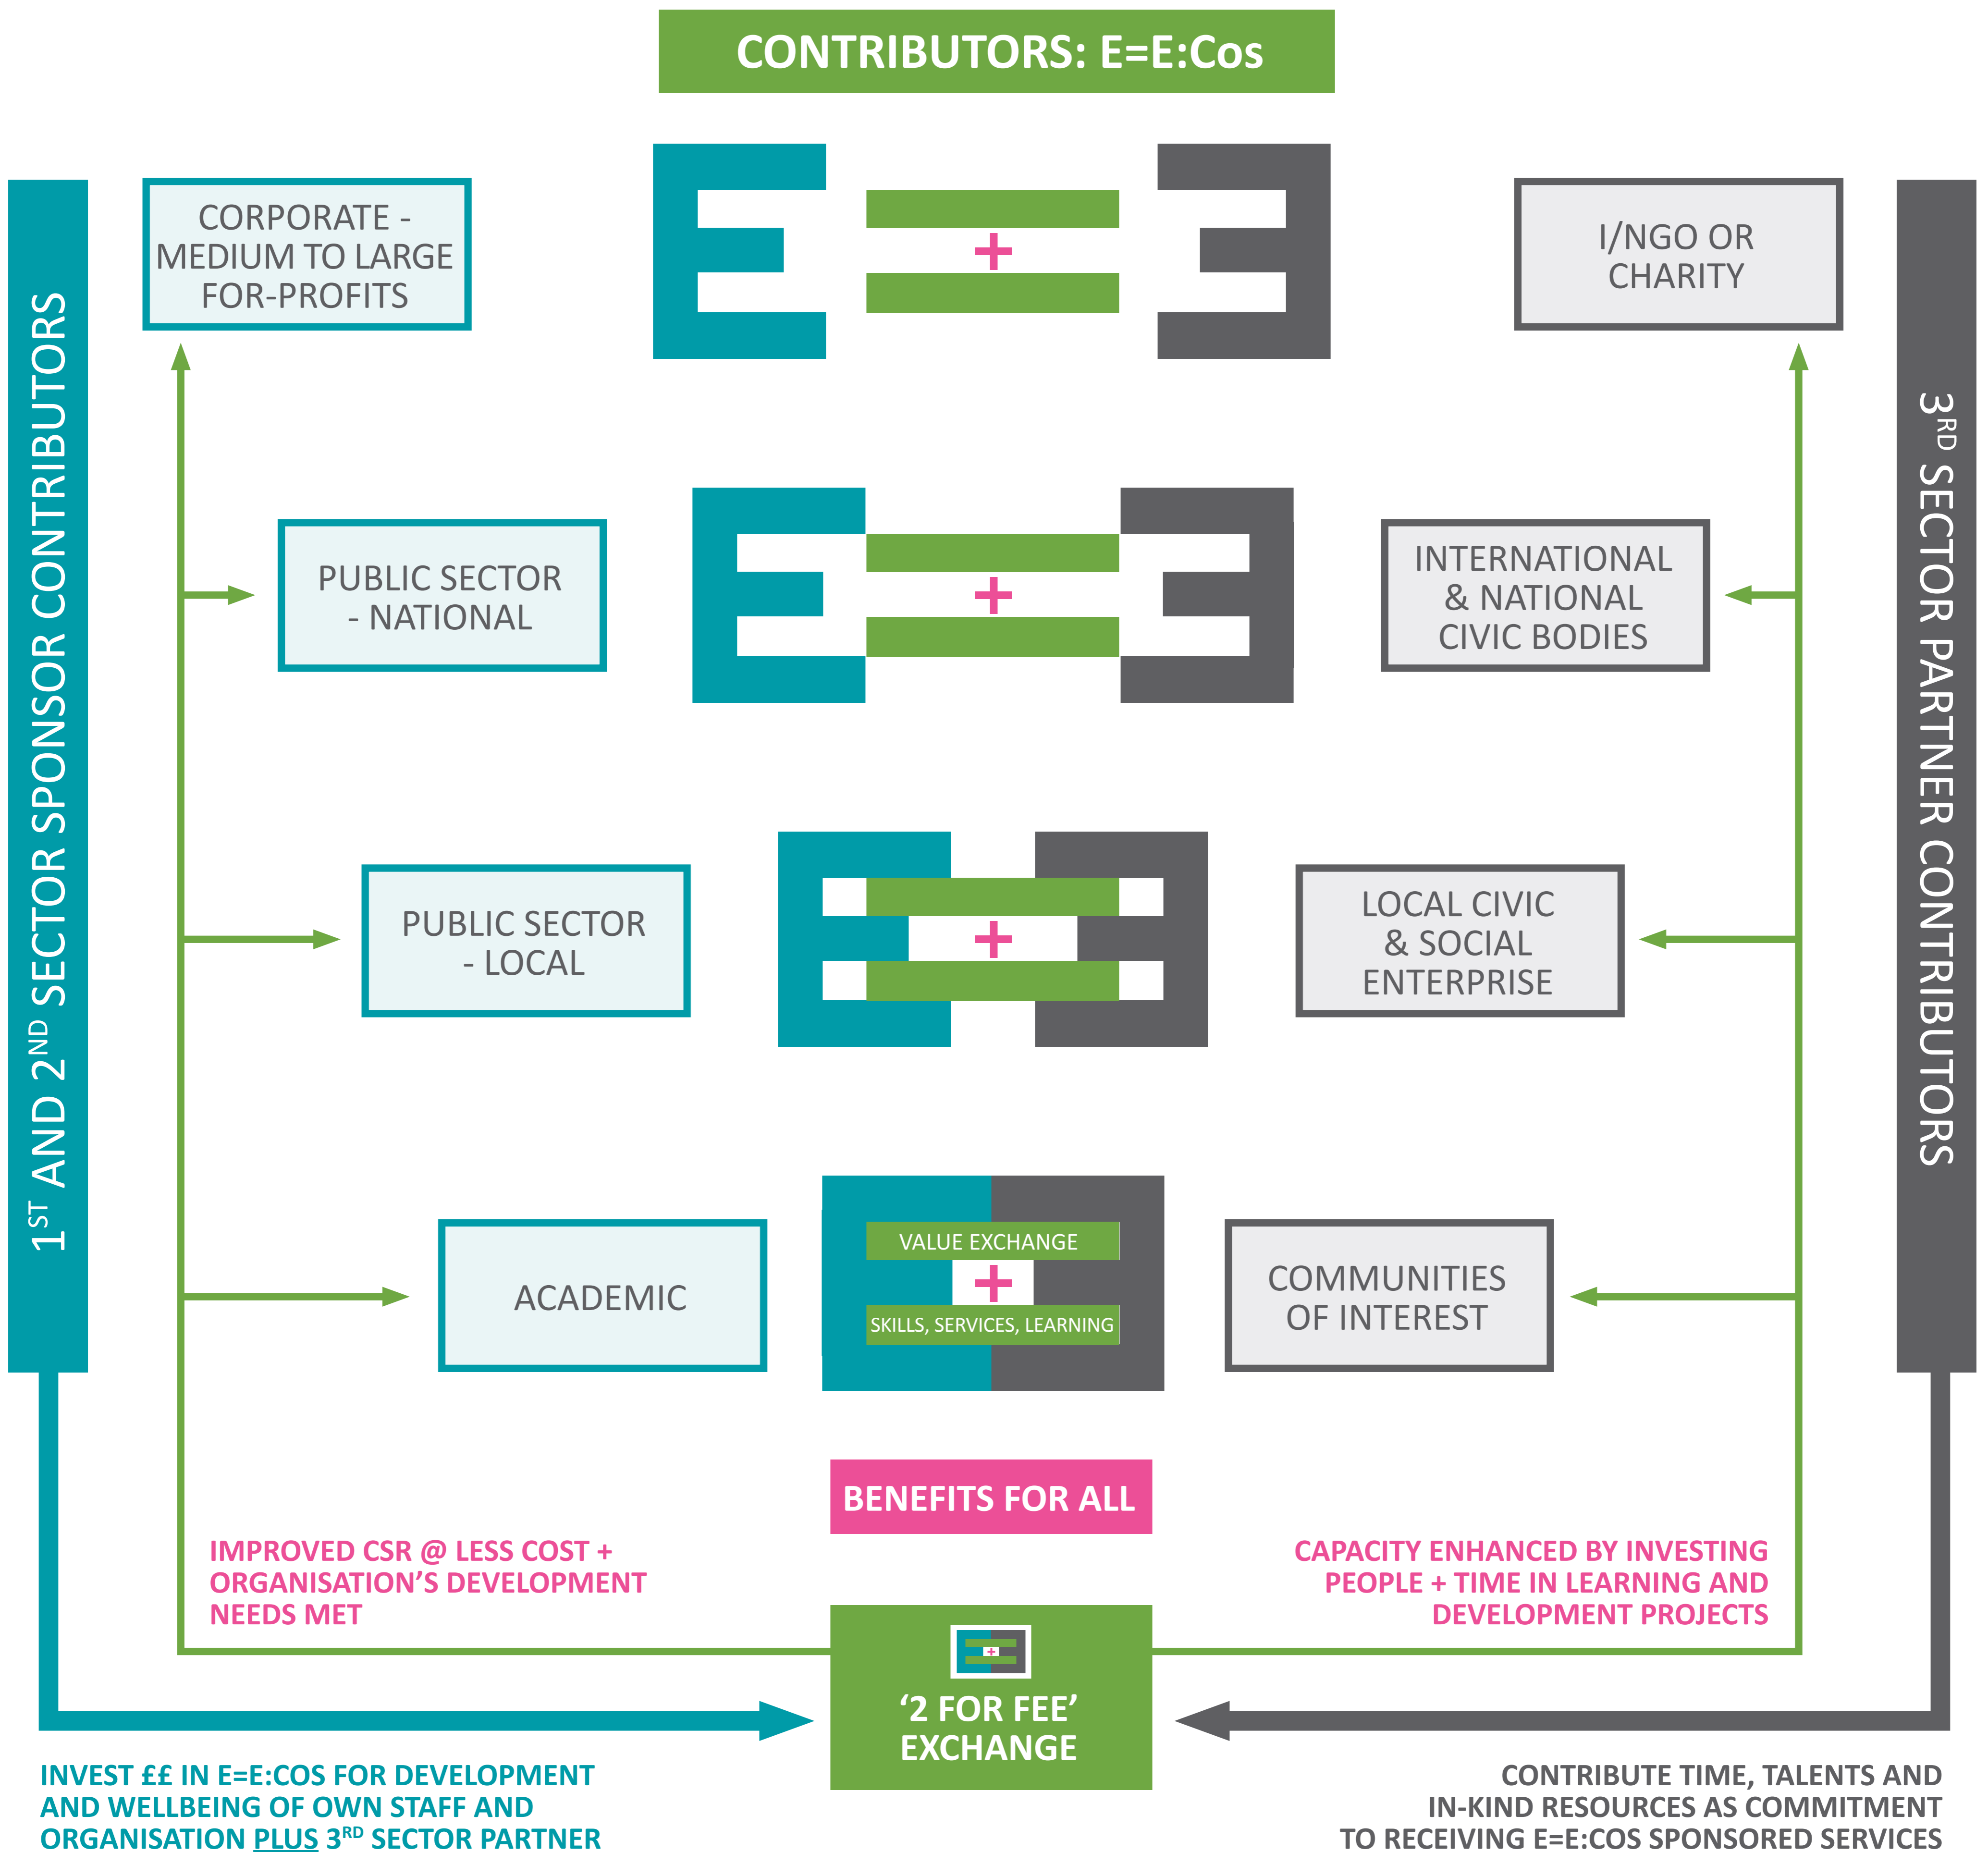 CONTRIBUTORS: E=E:Cos
1ST AND 2ND SECTOR SPONSOR CONTRIBUTORS
CORPORATE -
MEDIUM TO LARGE
FOR-PROFITS
PUBLIC SECTOR
- NATIONAL
PUBLIC SECTOR
- LOCAL
ACADEMIC
E + E
E + E
E + E
VALUE EXCHANGE
+
SKILLS, SERVICES, LEARNING
I/NGO OR
CHARITY
INTERNATIONAL
& NATIONAL
CIVIC BODIES
LOCAL CIVIC
& SOCIAL
ENTERPRISE
COMMUNITIES
OF INTEREST
3RD SECTOR PARTNER CONTRIBUTORS
BENEFITS FOR ALL
IMPROVED CSR @ LESS COST +
ORGANISATION'S DEVELOPMENT
NEEDS MET
CAPACITY ENHANCED BY INVESTING
PEOPLE + TIME IN LEARNING AND
DEVELOPMENT PROJECTS
'2 FOR FEE'
EXCHANGE
INVEST ££ IN E=E:COS FOR DEVELOPMENT
AND WELLBEING OF OWN STAFF AND
ORGANISATION PLUS 3RD SECTOR PARTNER
CONTRIBUTE TIME, TALENTS AND
IN-KIND RESOURCES AS COMMITMENT
TO RECEIVING E=E:COS SPONSORED SERVICES